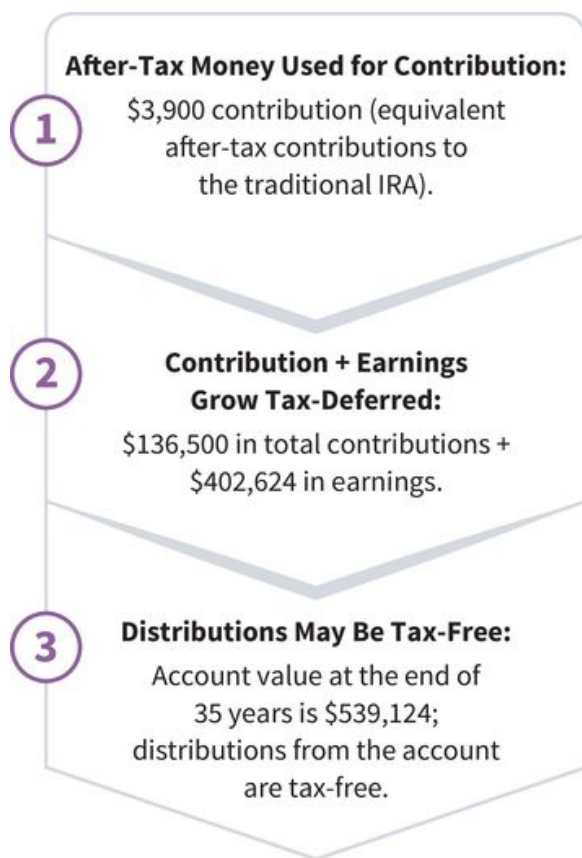 After-Tax Money Used for Contribution:
1
$3,900 contribution (equivalent
after-tax contributions to
the traditional IRA).
2
Contribution + Earnings
Grow Tax-Deferred:
$136,500 in total contributions +
$402,624 in earnings.
3
Distributions May Be Tax-Free:
Account value at the end of
35 years is $539,124;
distributions from the account
are tax-free.